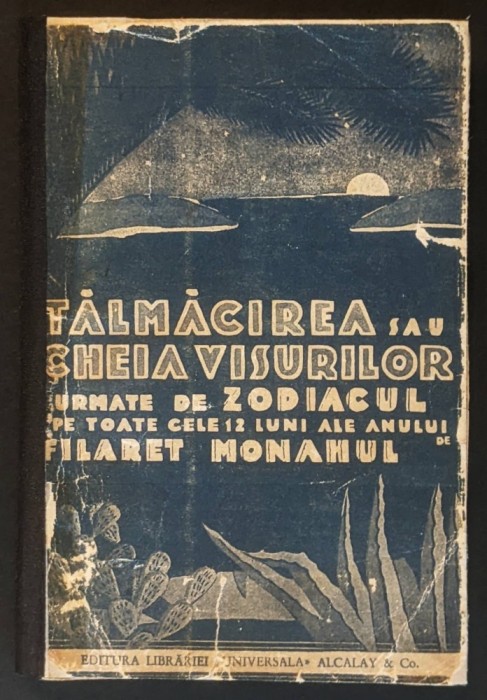 TĂLMĂCIREA SAU
CHEIA VISURILOR
URMATE DE ZODIACUL
PE TOATE CELE 12 LUNI ALE ANULUI
DE
FILARET MONAHUL
EDITURA LIBRĂRIEI „UNIVERSALA" ALCALAY & Co.